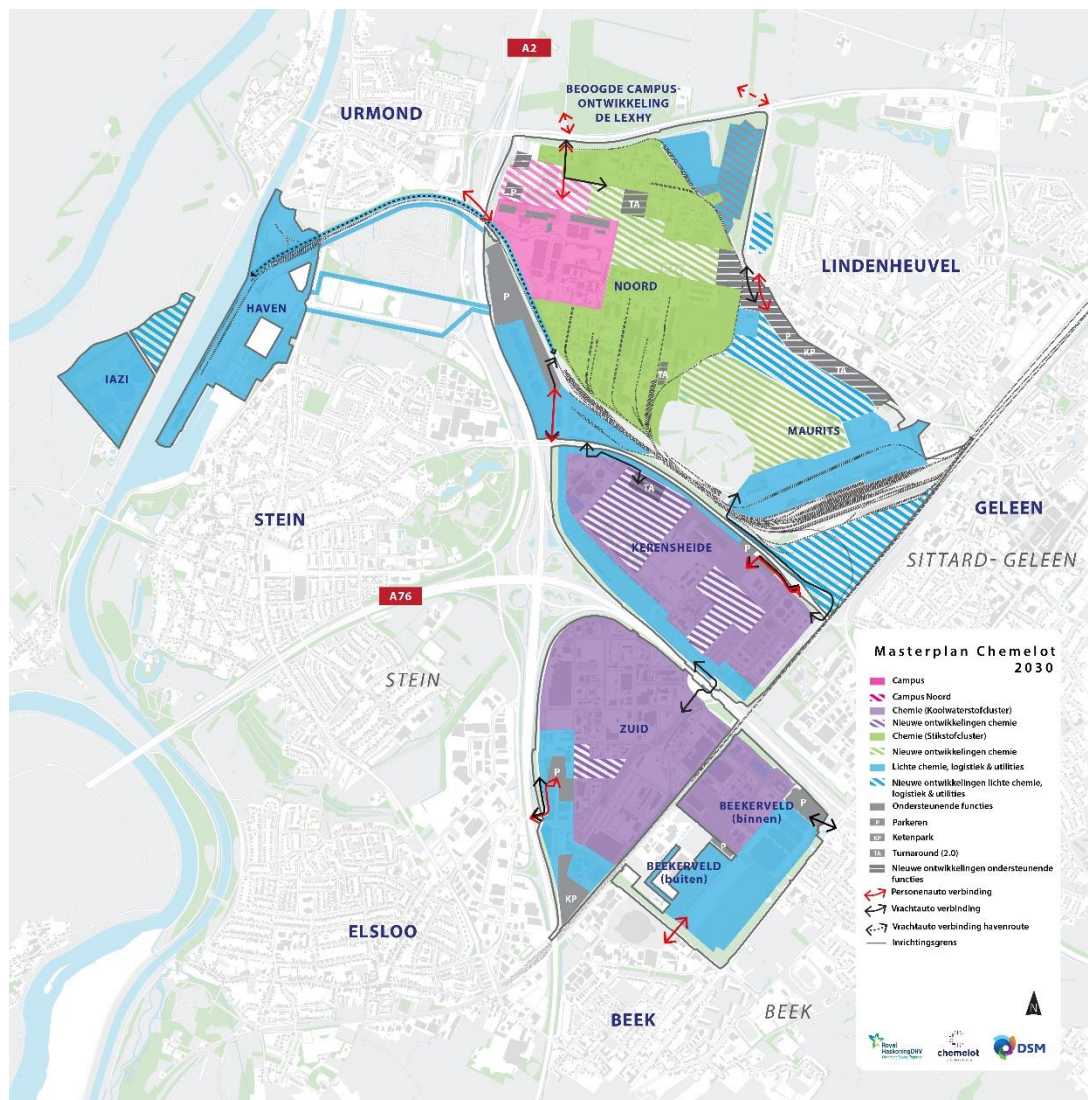 A2
BEOOGDE CAMPUS-
ONTWIKKELING
DE LEXHY
URMOND
P
TA
LINDENHEUVEL
NOORD
P
HAVEN
IAZI
P
KP
TA
TA
MAURITS
STEIN
TA
KERENSHEIDE
P
GELEEN
SITTARD- GELEEN
A76
STEIN
ZUID
P
BEEKERVELD
(binnen)
P
P
BEEKERVELD
(buiten)
KP
ELSLOO
BEEK
BEEK
Masterplan Chemelot
2030
Campus
Campus Noord
Chemie (Koolwaterstofcluster)
Nieuwe ontwikkelingen chemie
Chemie (Stikstofcluster)
Nieuwe ontwikkelingen chemie
Lichte chemie, logistiek & utilities
Nieuwe ontwikkelingen lichte chemie,
logistiek & utilities
Ondersteunende functies
P Parkeren
KP Ketenpark
TA Turnaround (2.0)
Nieuwe ontwikkelingen ondersteunende
functies
Personenauto verbinding
Vrachtauto verbinding
Vrachtauto verbinding havenroute
Inrichtingsgrens
N
Royal
HaskoningDHV
chemelot
DSM